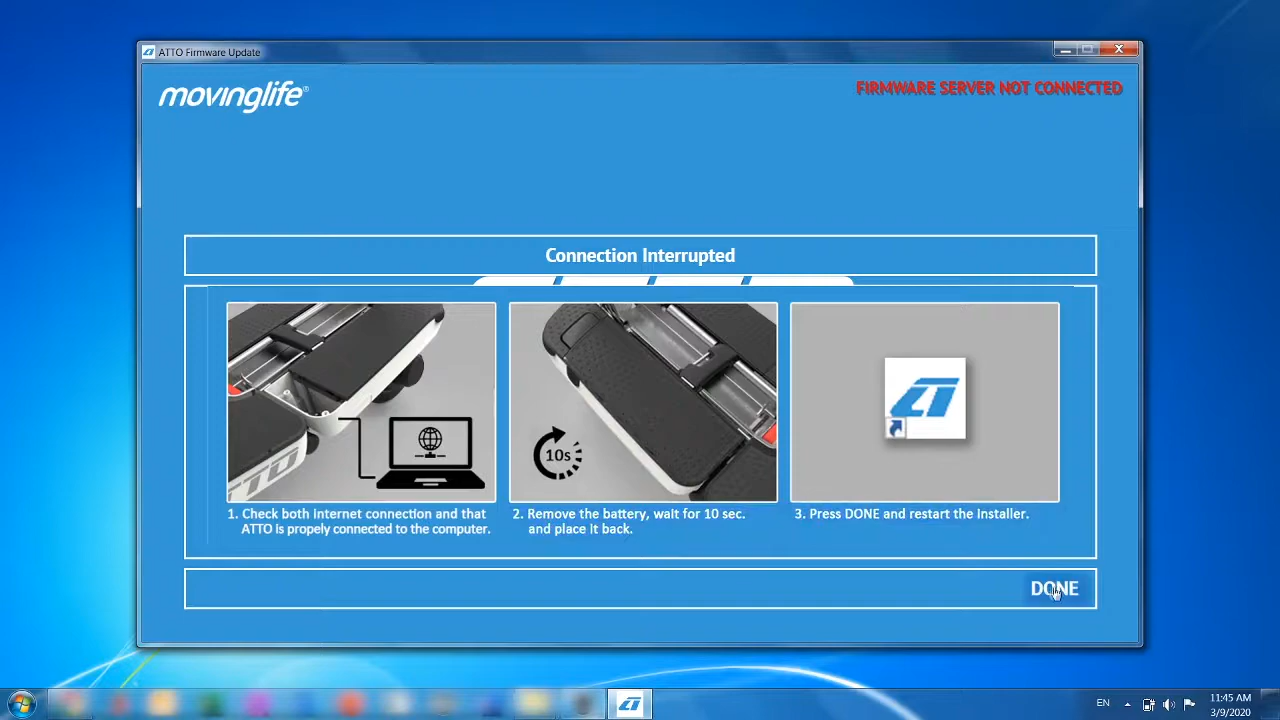 ATTO Firmware Update
movinglife®
FIRMWARE SERVER NOT CONNECTED
Connection Interrupted
10s
ATTO
1. Check both internet connection and that
ATTO is propely connected to the computer.
2. Remove the battery, wait for 10 sec.
and place it back.
3. Press DONE and restart the Installer.
DONE
EN
11:45 AM
3/9/2020